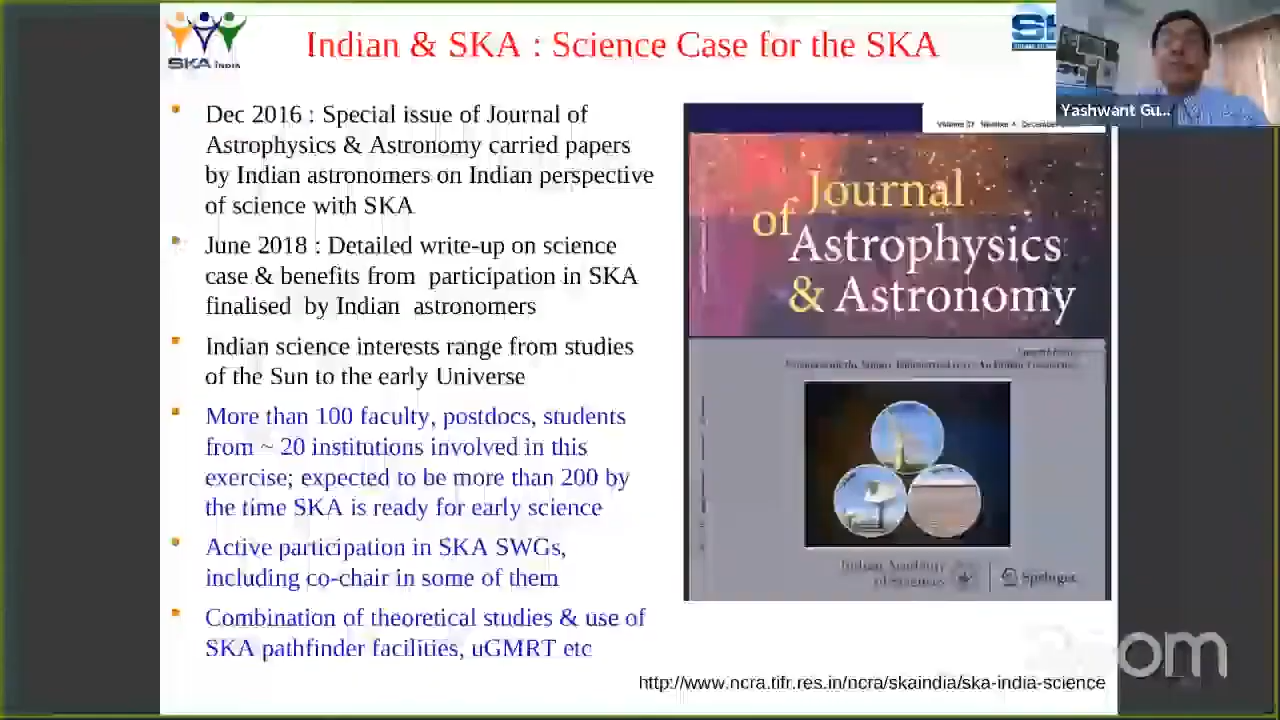 Indian & SKA : Science Case for the SKA
SKA INDIA
Yashwant Gu...
Dec 2016 : Special issue of Journal of
Astrophysics & Astronomy carried papers
by Indian astronomers on Indian perspective
of science with SKA
June 2018 : Detailed write-up on science
case & benefits from participation in SKA
finalised by Indian astronomers
Indian science interests range from studies
of the Sun to the early Universe
More than 100 faculty, postdocs, students
from ~ 20 institutions involved in this
exercise; expected to be more than 200 by
the time SKA is ready for early science
Active participation in SKA SWGs,
including co-chair in some of them
Combination of theoretical studies & use of
SKA pathfinder facilities, uGMRT etc
Volume 37 Number 4 December
Journal
of Astrophysics
& Astronomy
Indian Academy
of Sciences
Springer
zoom
http://www.ncra.tifr.res.in/ncra/skaindia/ska-india-science